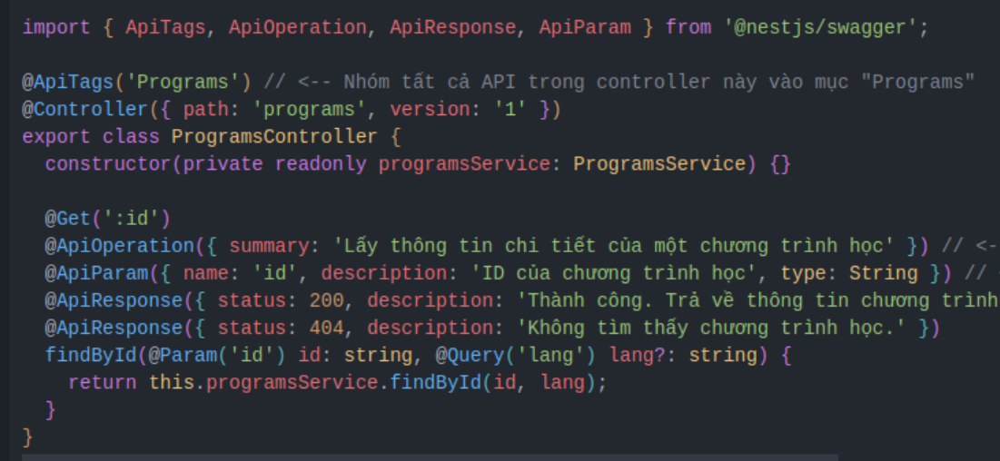 import { ApiTags, ApiOperation, ApiResponse, ApiParam } from '@nestjs/swagger';
@ApiTags('Programs') // <-- Nhóm tất cả API trong controller này vào mục "Programs"
@Controller({ path: 'programs', version: '1' })
export class ProgramsController {
constructor(private readonly programsService: ProgramsService) {}
@Get(':id')
@ApiOperation({ summary: 'Lấy thông tin chi tiết của một chương trình học' }) // <-
@ApiParam({ name: 'id', description: 'ID của chương trình học', type: String }) //
@ApiResponse({ status: 200, description: 'Thành công. Trả về thông tin chương trình
@ApiResponse({ status: 404, description: 'Không tìm thấy chương trình học.' })
findById(@Param('id') id: string, @Query('lang') lang?: string) {
return this.programsService.findById(id, lang);
}
}